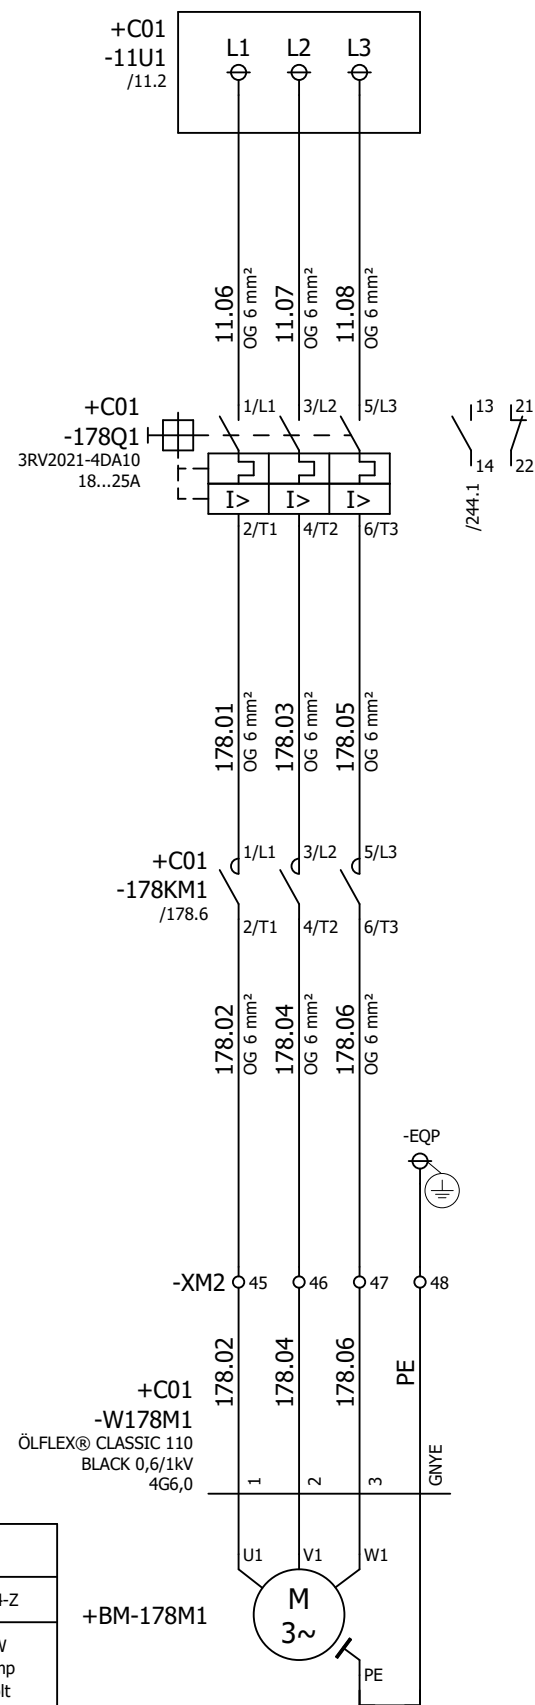 +C01
-11U1
/11.2
L1 L2 L3
11.06
OG 6 mm²
11.07
OG 6 mm²
11.08
OG 6 mm²
+C01
-178Q1
3RV2021-4DA10
18...25A
1/L1 3/L2 5/L3
I> I> I>
2/T1 4/T2 6/T3
13 21
14 22
/244.1
178.01
OG 6 mm²
178.03
OG 6 mm²
178.05
OG 6 mm²
+C01
-178KM1
/178.6
1/L1 3/L2 5/L3
2/T1 4/T2 6/T3
178.02
OG 6 mm²
178.04
OG 6 mm²
178.06
OG 6 mm²
-EQP
-XM2 45 46 47 48
178.02
178.04
178.06
PE
+C01
-W178M1
ÖLFLEX® CLASSIC 110
BLACK 0,6/1kV
4G6,0
1 2 3 GNYE
U1 V1 W1
+BM-178M1
M
3~
PE